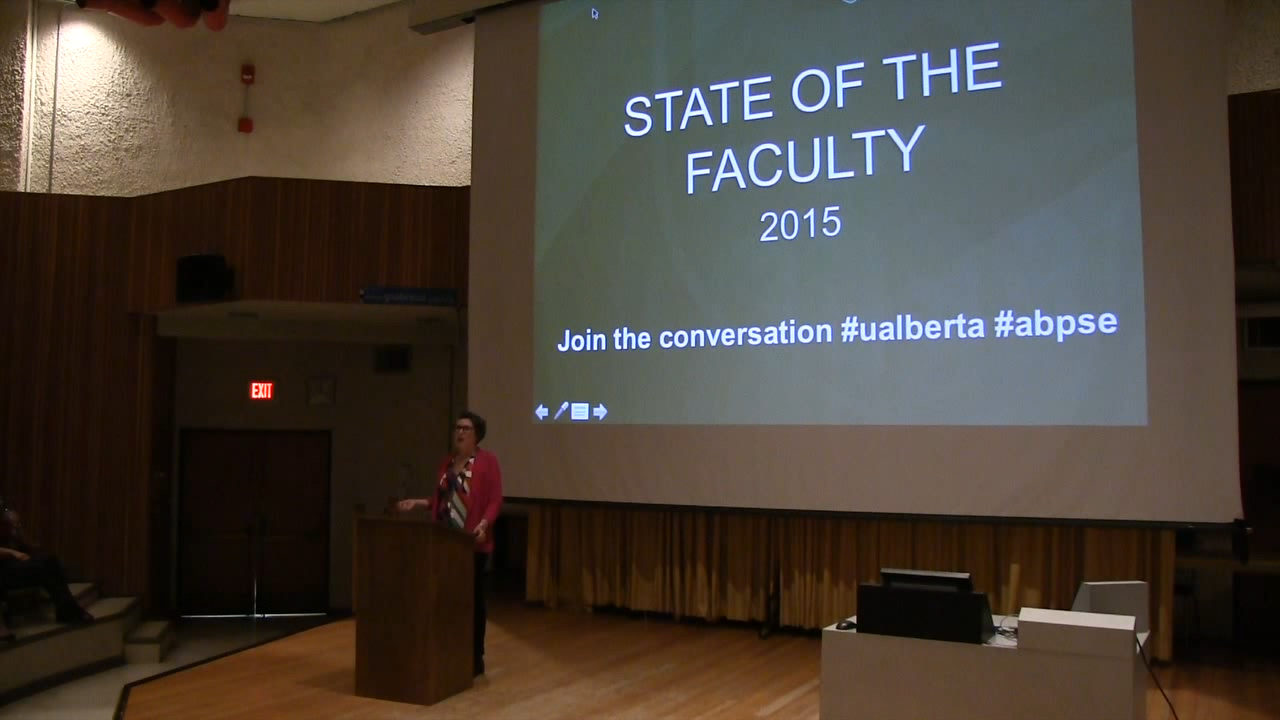 STATE OF THE
FACULTY
2015
Join the conversation #ualberta #abpse
EXIT